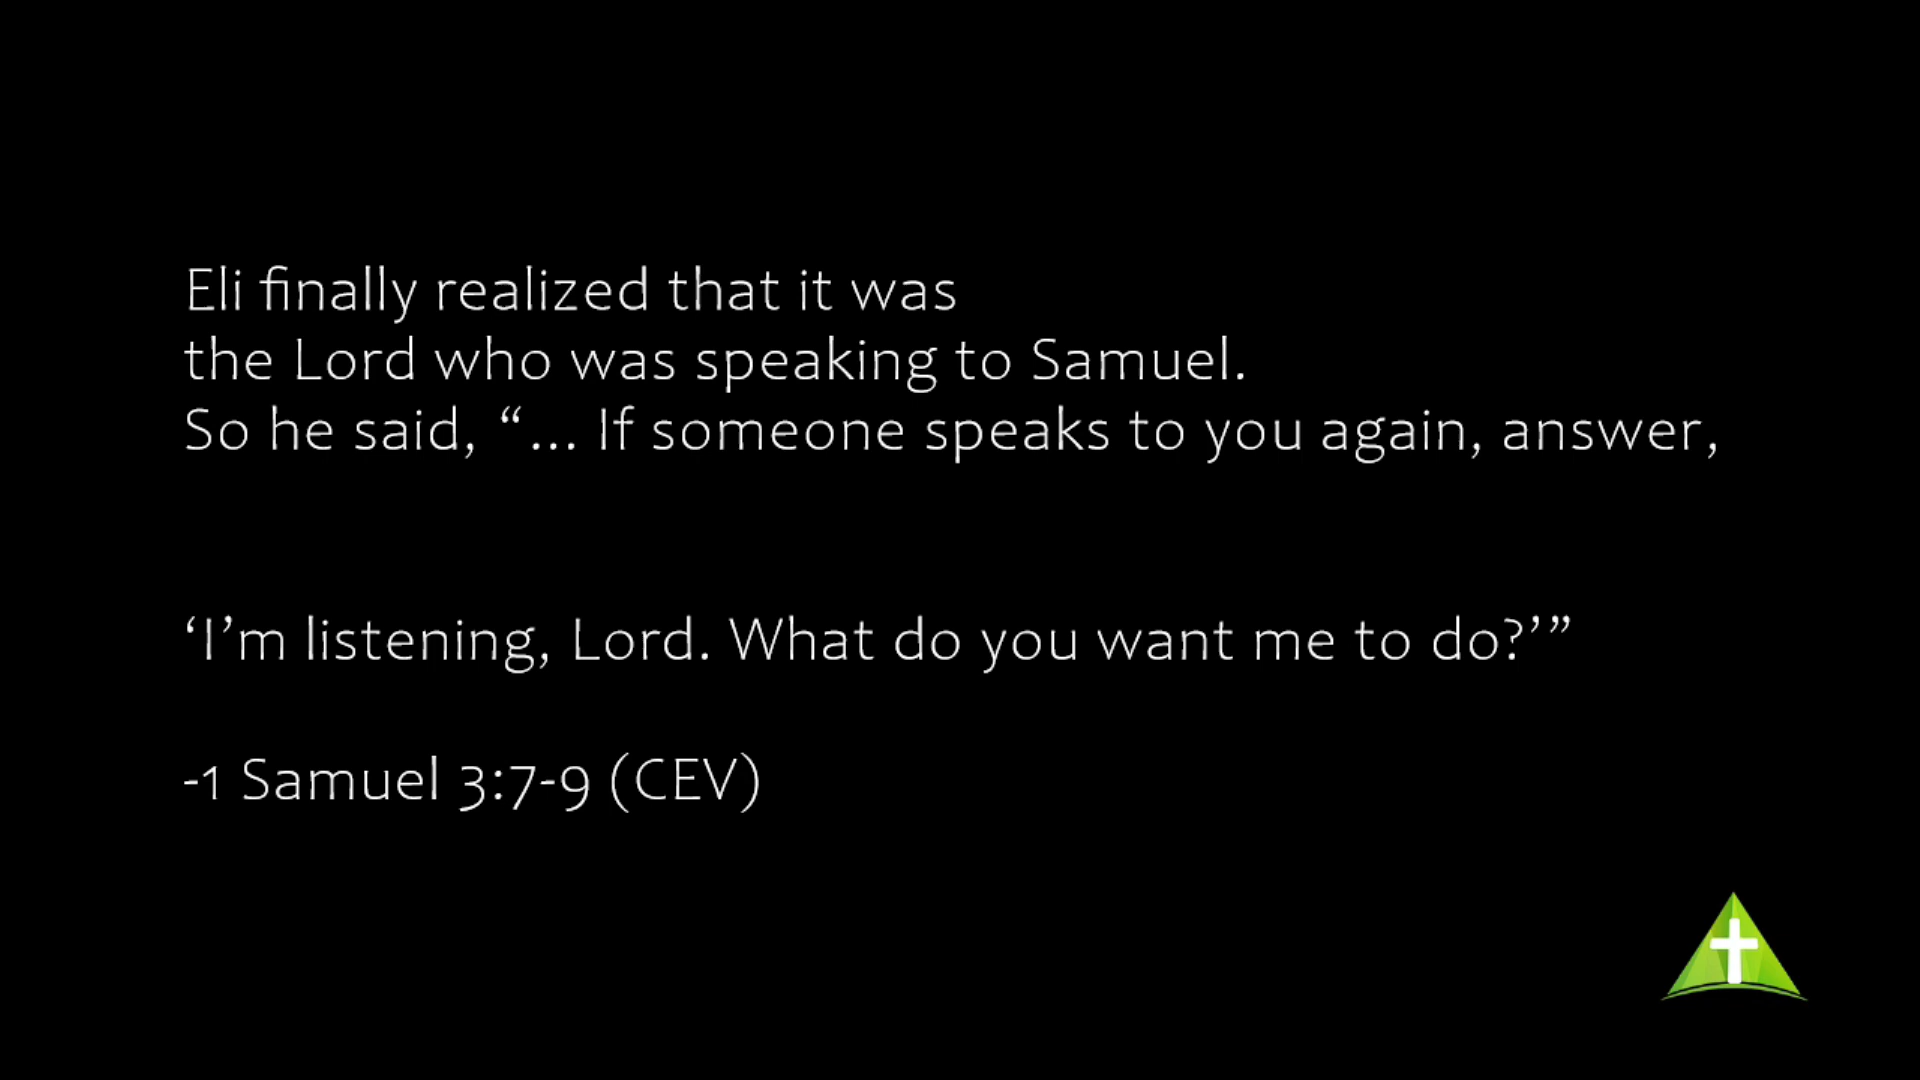 Eli finally realized that it was
the Lord who was speaking to Samuel.
So he said, “... If someone speaks to you again, answer,
‘I’m listening, Lord. What do you want me to do?’”
-1 Samuel 3:7-9 (CEV)